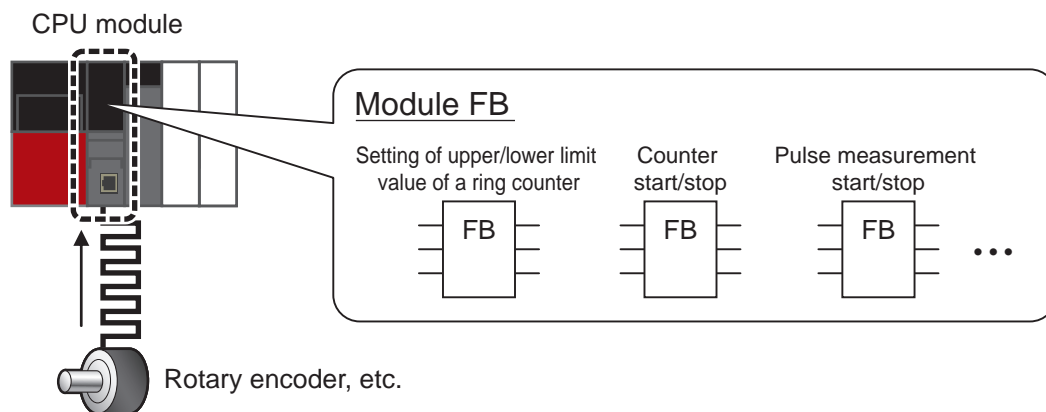 CPU module
Module FB
Setting of upper/lower limit
value of a ring counter
Counter
start/stop
Pulse measurement
start/stop
FB
FB
FB
Rotary encoder, etc.